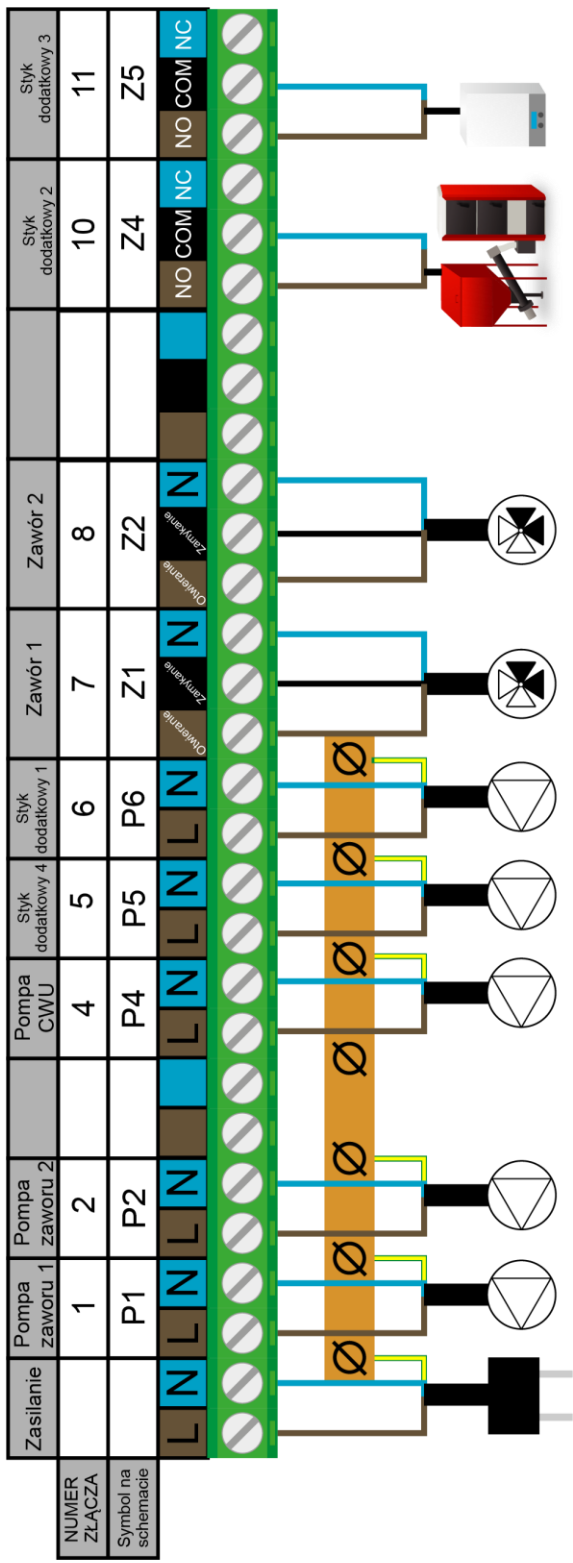 Zasilanie
Pompa
zaworu 1
Pompa
zaworu 2
Pompa
CWU
Styk
dodatkowy 4
Styk
dodatkowy 1
Zawór 1
Zawór 2
Styk
dodatkowy 2
Styk
dodatkowy 3
NUMER
ZŁĄCZA
1 2 4 5 6 7 8 10 11
Symbol na
schemacie
P1 P2 P4 P5 P6 Z1 Z2 Z4 Z5
L N L N L N L N L N L N Otwieranie Zamykanie N Otwieranie Zamykanie N NO COM NC NO COM NC